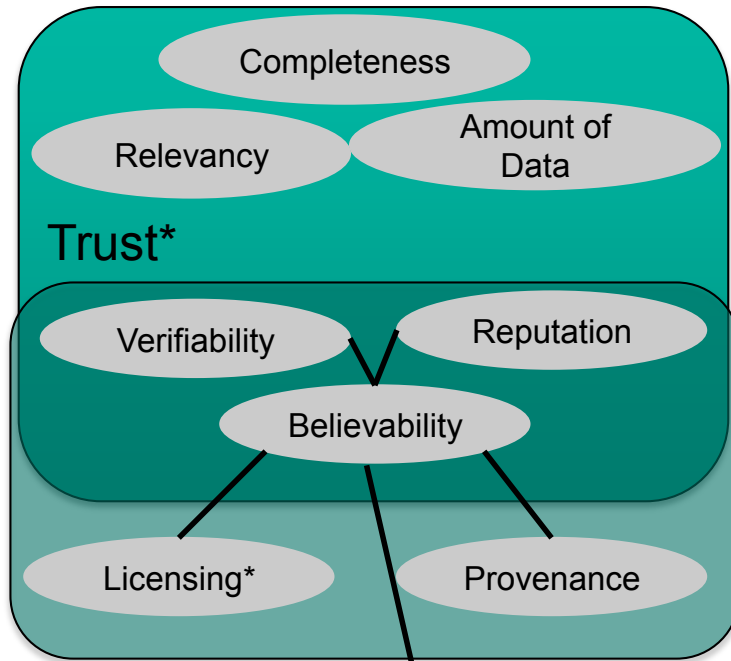 Completeness
Relevancy
Amount of
Data
Trust*
Verifiability
Reputation
Believability
Licensing*
Provenance